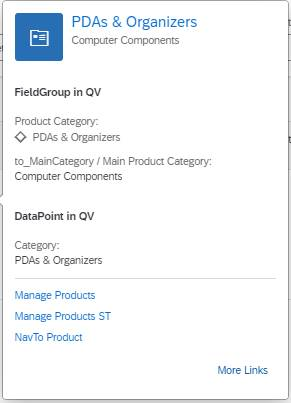 PDAs & Organizers
Computer Components
FieldGroup in QV
Product Category:
PDAs & Organizers
to_MainCategory / Main Product Category:
Computer Components
DataPoint in QV
Category:
PDAs & Organizers
Manage Products
Manage Products ST
NavTo Product
More Links